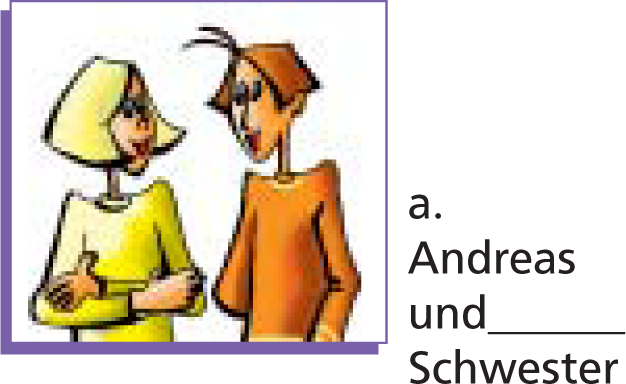 a.
Andreas
und______
Schwester